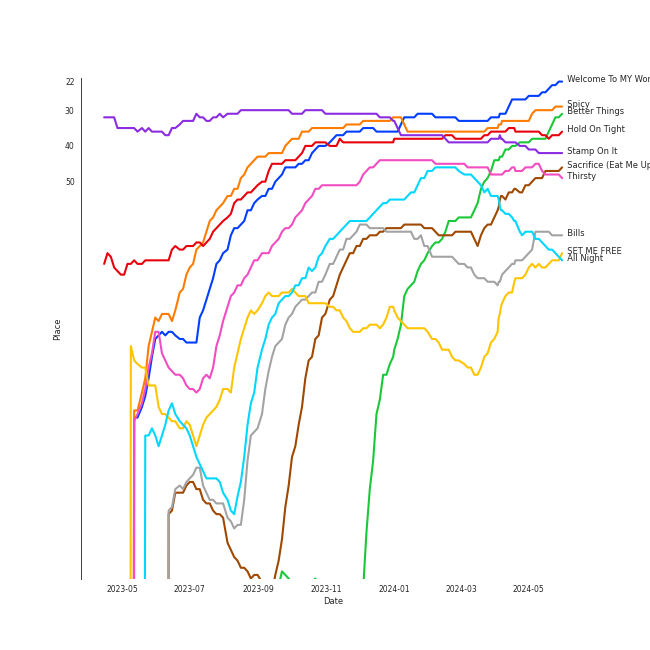 22
30
40
50
Place
Welcome To MY Wor
Spicy
Better Things
Hold On Tight
Stamp On It
Sacrifice (Eat Me Up
Thirsty
Bills
SET ME FREE
All Night
2023-05
2023-07
2023-09
2023-11
2024-01
2024-03
2024-05
Date